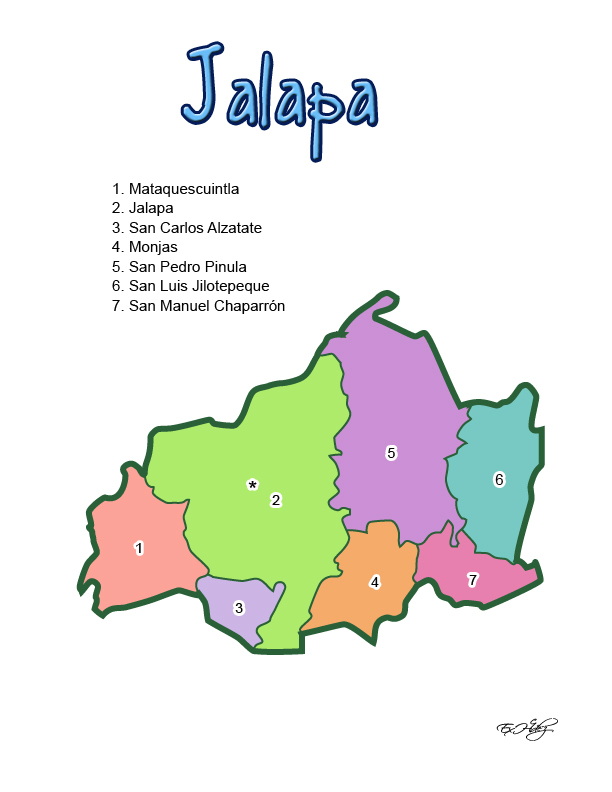 Jalapa
1. Mataquescuintla
2. Jalapa
3. San Carlos Alzatate
4. Monjas
5. San Pedro Pinula
6. San Luis Jilotepeque
7. San Manuel Chaparrón
5
6
*
2
1
7
4
3